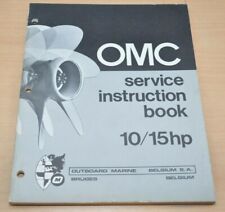 OMC
service
instruction
book
10/15hp
OUTBOARD MARINE BELGIUM S.A.
BRUGES BELGIUM